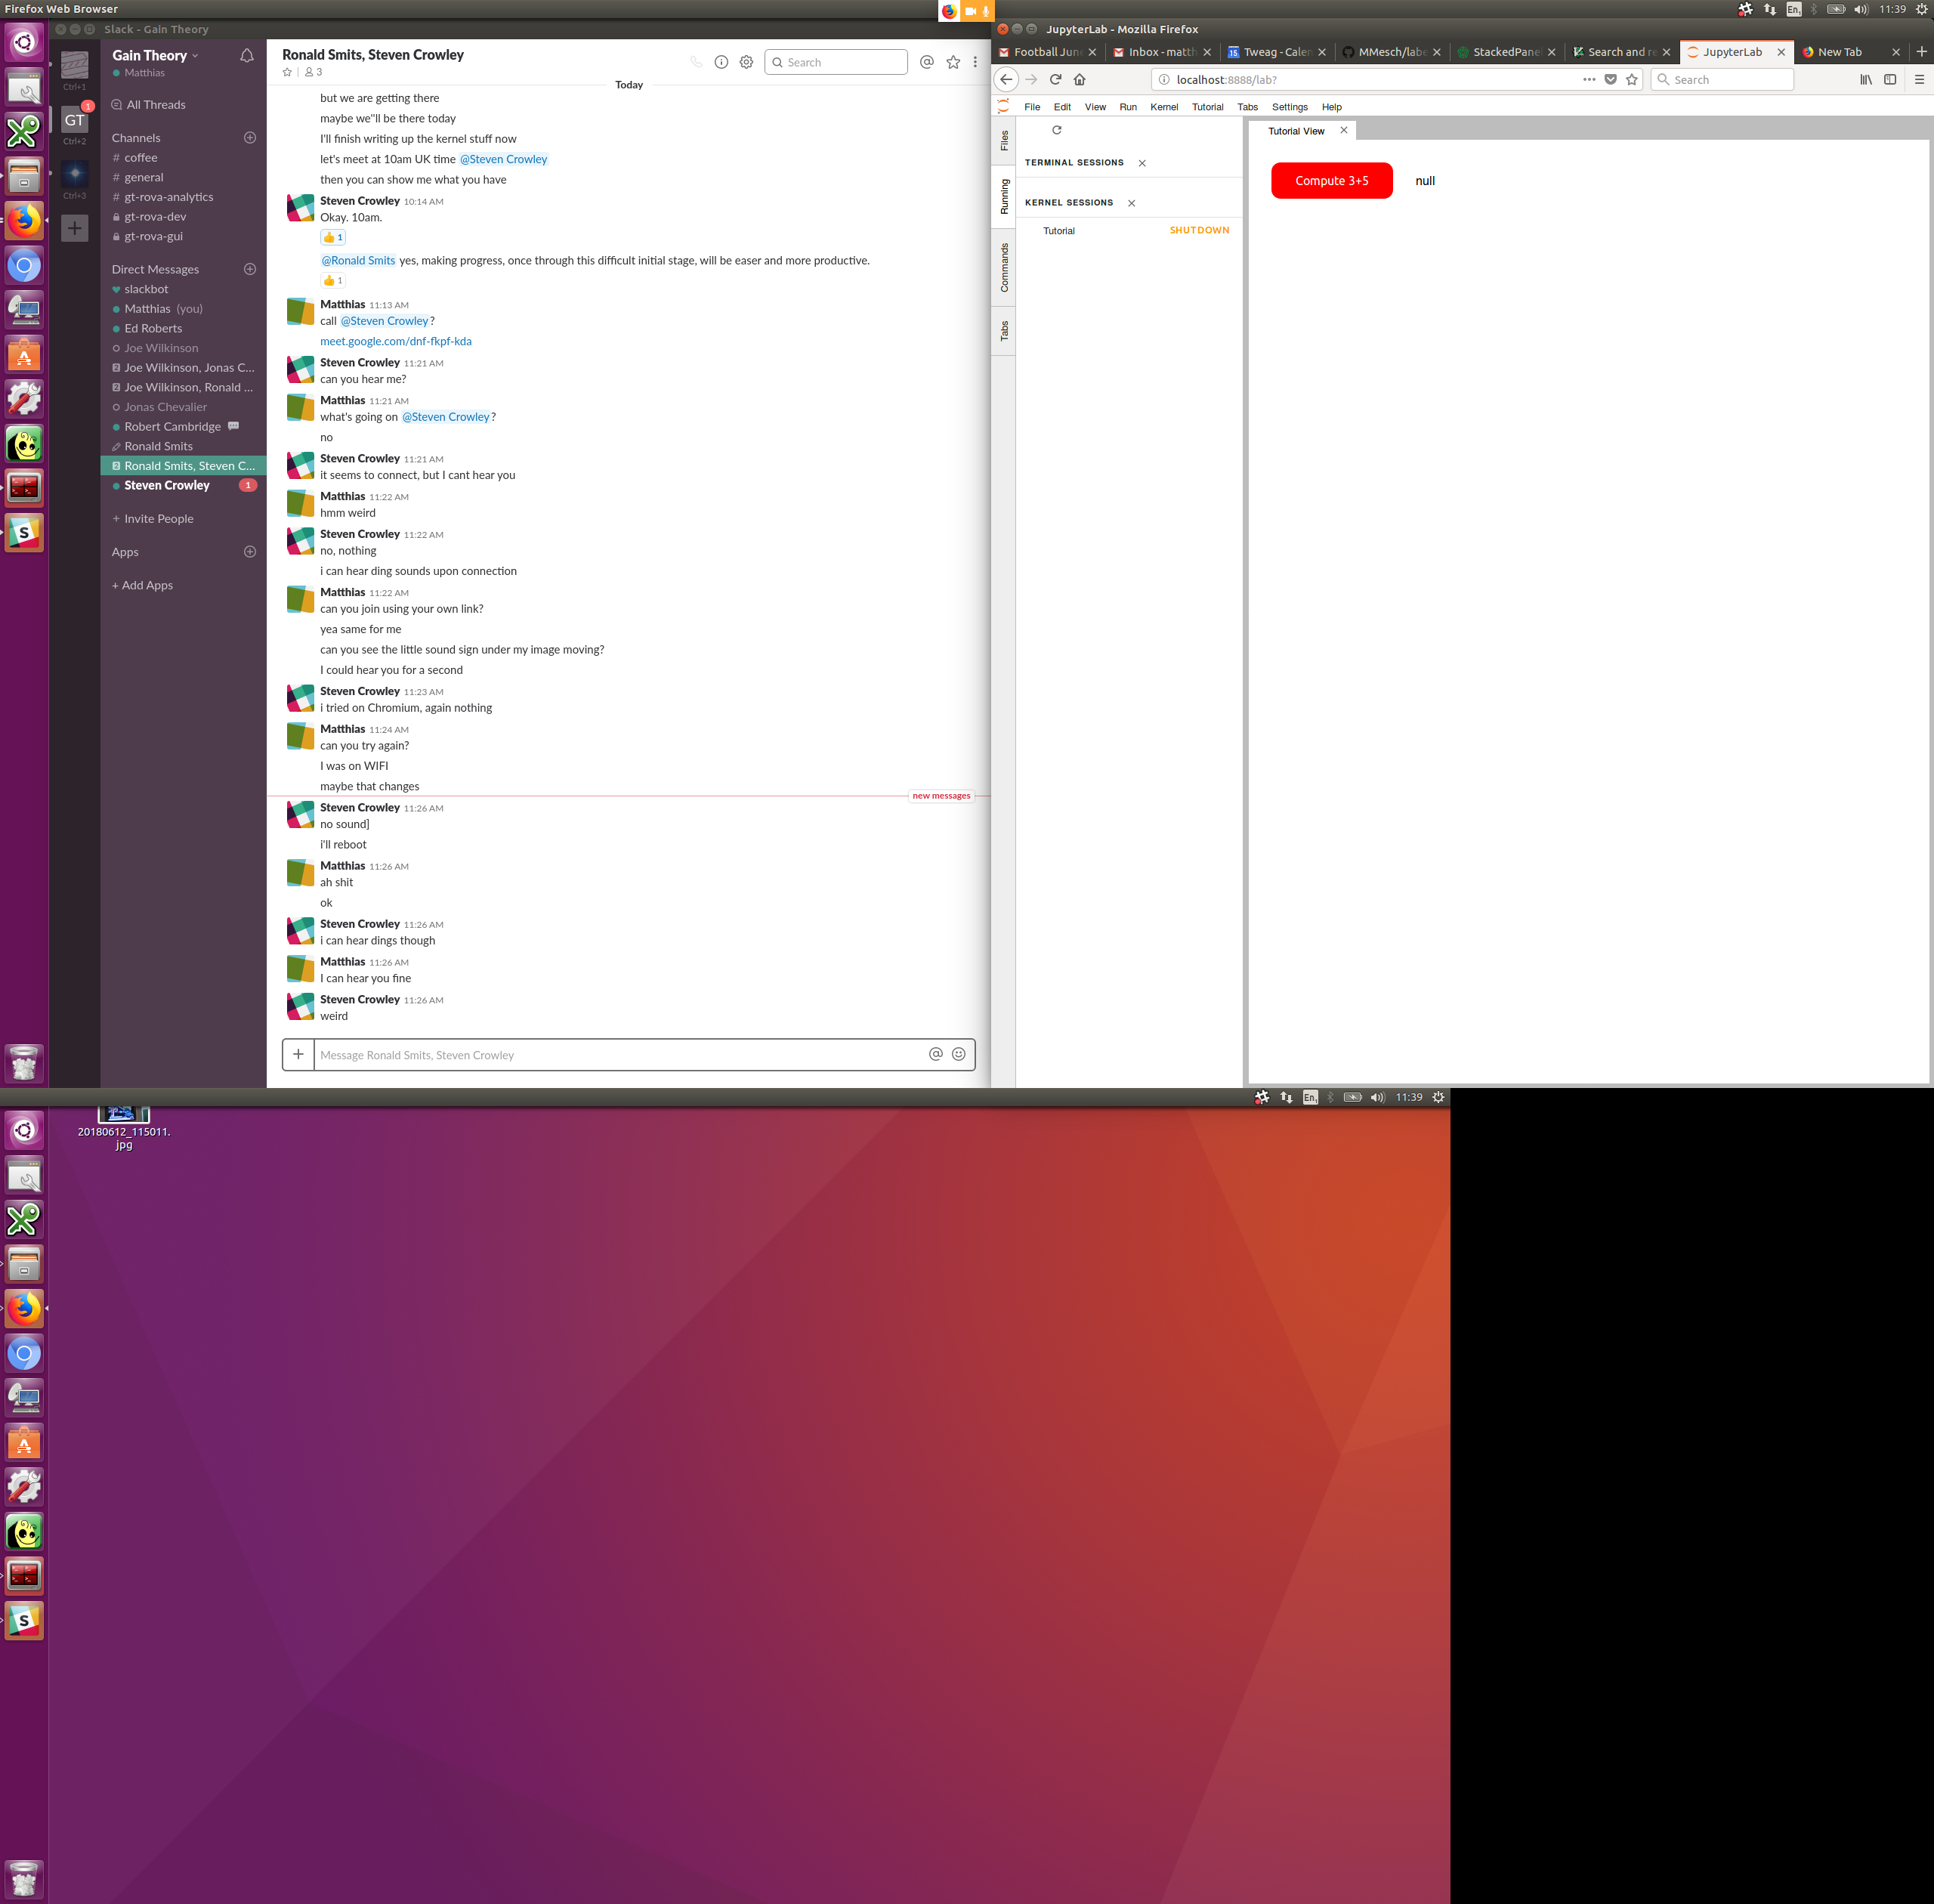 Firefox Web Browser
11:39
Slack - Gain Theory
Ctrl+1
1
GT
Ctrl+2
Ctrl+3
Gain Theory
Matthias
All Threads
Channels
# coffee
# general
# gt-rova-analytics
gt-rova-dev
gt-rova-gui
Direct Messages
slackbot
Matthias (you)
Ed Roberts
Joe Wilkinson
2 Joe Wilkinson, Jonas C...
2 Joe Wilkinson, Ronald ...
Jonas Chevalier
Robert Cambridge
Ronald Smits
2 Ronald Smits, Steven C...
Steven Crowley 1
+ Invite People
Apps
+ Add Apps
Ronald Smits, Steven Crowley
3
Search
Today
but we are getting there
maybe we''ll be there today
I'll finish writing up the kernel stuff now
let's meet at 10am UK time @Steven Crowley
then you can show me what you have
Steven Crowley 10:14 AM
Okay. 10am.
1
@Ronald Smits yes, making progress, once through this difficult initial stage, will be easer and more productive.
1
Matthias 11:13 AM
call @Steven Crowley ?
meet.google.com/dnf-fkpf-kda
Steven Crowley 11:21 AM
can you hear me?
Matthias 11:21 AM
what's going on @Steven Crowley ?
no
Steven Crowley 11:21 AM
it seems to connect, but I cant hear you
Matthias 11:22 AM
hmm weird
Steven Crowley 11:22 AM
no, nothing
i can hear ding sounds upon connection
Matthias 11:22 AM
can you join using your own link?
yea same for me
can you see the little sound sign under my image moving?
I could hear you for a second
Steven Crowley 11:23 AM
i tried on Chromium, again nothing
Matthias 11:24 AM
can you try again?
I was on WIFI
maybe that changes
new messages
Steven Crowley 11:26 AM
no sound]
i'll reboot
Matthias 11:26 AM
ah shit
ok
Steven Crowley 11:26 AM
i can hear dings though
Matthias 11:26 AM
I can hear you fine
Steven Crowley 11:26 AM
weird
Message Ronald Smits, Steven Crowley
JupyterLab - Mozilla Firefox
Football Jun
Inbox - matth
15 Tweag - Calen
MMesch/labe
StackedPane
Search and re
JupyterLab
New Tab
localhost:8888/lab?
Search
File Edit View Run Kernel Tutorial Tabs Settings Help
Files
Running
Commands
Tabs
TERMINAL SESSIONS
KERNEL SESSIONS
Tutorial SHUTDOWN
Tutorial View
Compute 3+5 null
En
11:39
20180612_115011.
jpg